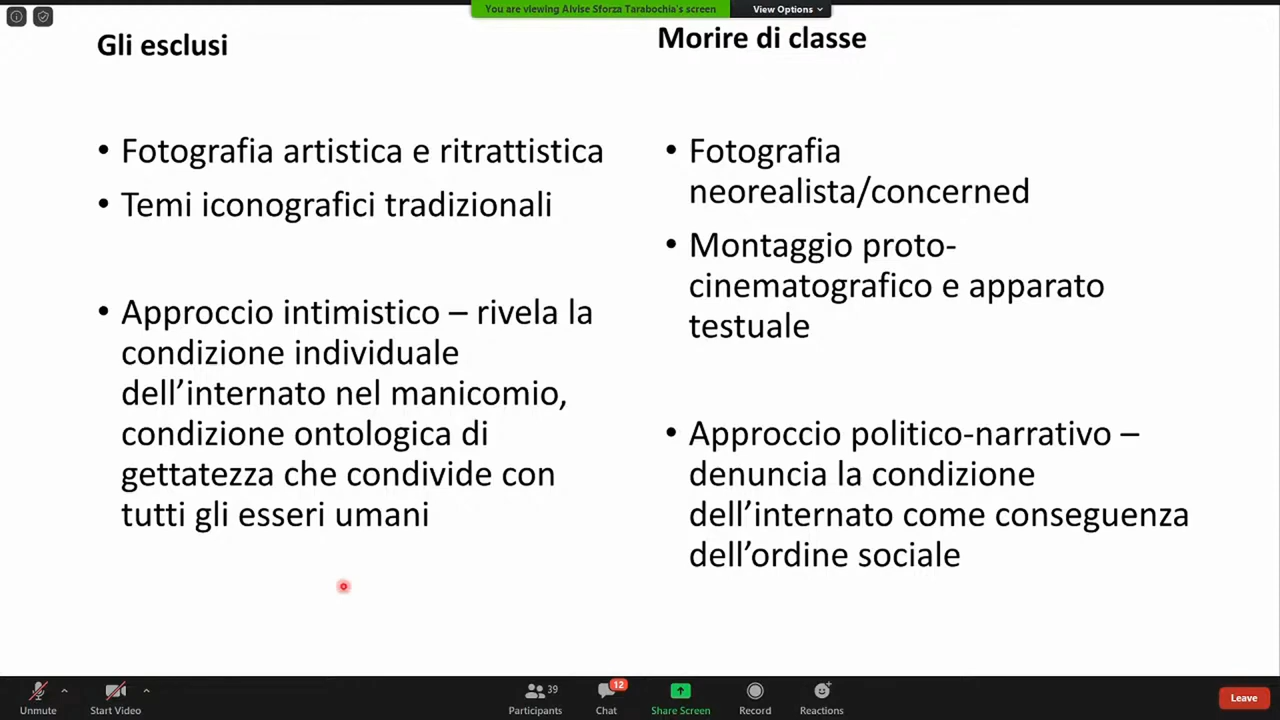 You are viewing Alvise Sforza Tarabochia's screen
View Options
Gli esclusi
• Fotografia artistica e ritrattistica
• Temi iconografici tradizionali
• Approccio intimistico – rivela la
condizione individuale
dell'internato nel manicomio,
condizione ontologica di
gettatezza che condivide con
tutti gli esseri umani
Morire di classe
• Fotografia
neorealista/concerned
• Montaggio proto-
cinematografico e apparato
testuale
• Approccio politico-narrativo –
denuncia la condizione
dell'internato come conseguenza
dell'ordine sociale
Unmute
Start Video
39
Participants
12
Chat
Share Screen
Record
Reactions
Leave